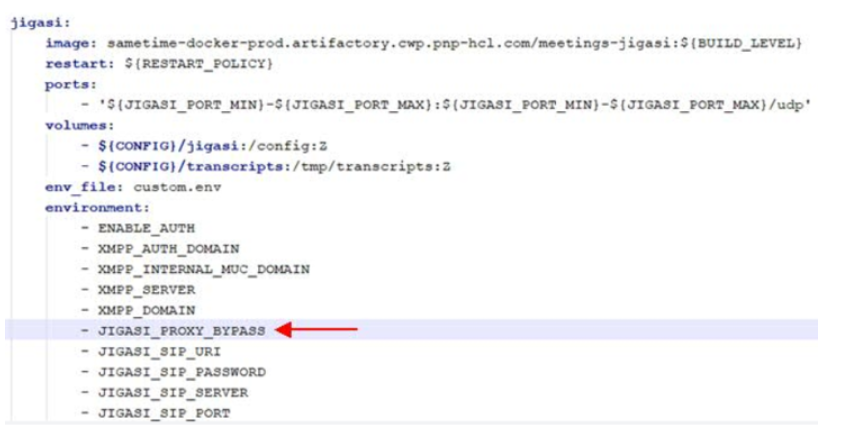 jigasi:
image: sametime-docker-prod.artifactory.cwp.pnp-hcl.com/meetings-jigasi:${BUILD_LEVEL}
restart: ${RESTART_POLICY}
ports:
- '${JIGASI_PORT_MIN}-${JIGASI_PORT_MAX}:${JIGASI_PORT_MIN}-${JIGASI_PORT_MAX}/udp'
volumes:
- ${CONFIG}/jigasi:/config:Z
- ${CONFIG}/transcripts:/tmp/transcripts:Z
env_file: custom.env
environment:
- ENABLE_AUTH
- XMPP_AUTH_DOMAIN
- XMPP_INTERNAL_MUC_DOMAIN
- XMPP_SERVER
- XMPP_DOMAIN
- JIGASI_PROXY_BYPASS
- JIGASI_SIP_URI
- JIGASI_SIP_PASSWORD
- JIGASI_SIP_SERVER
- JIGASI_SIP_PORT